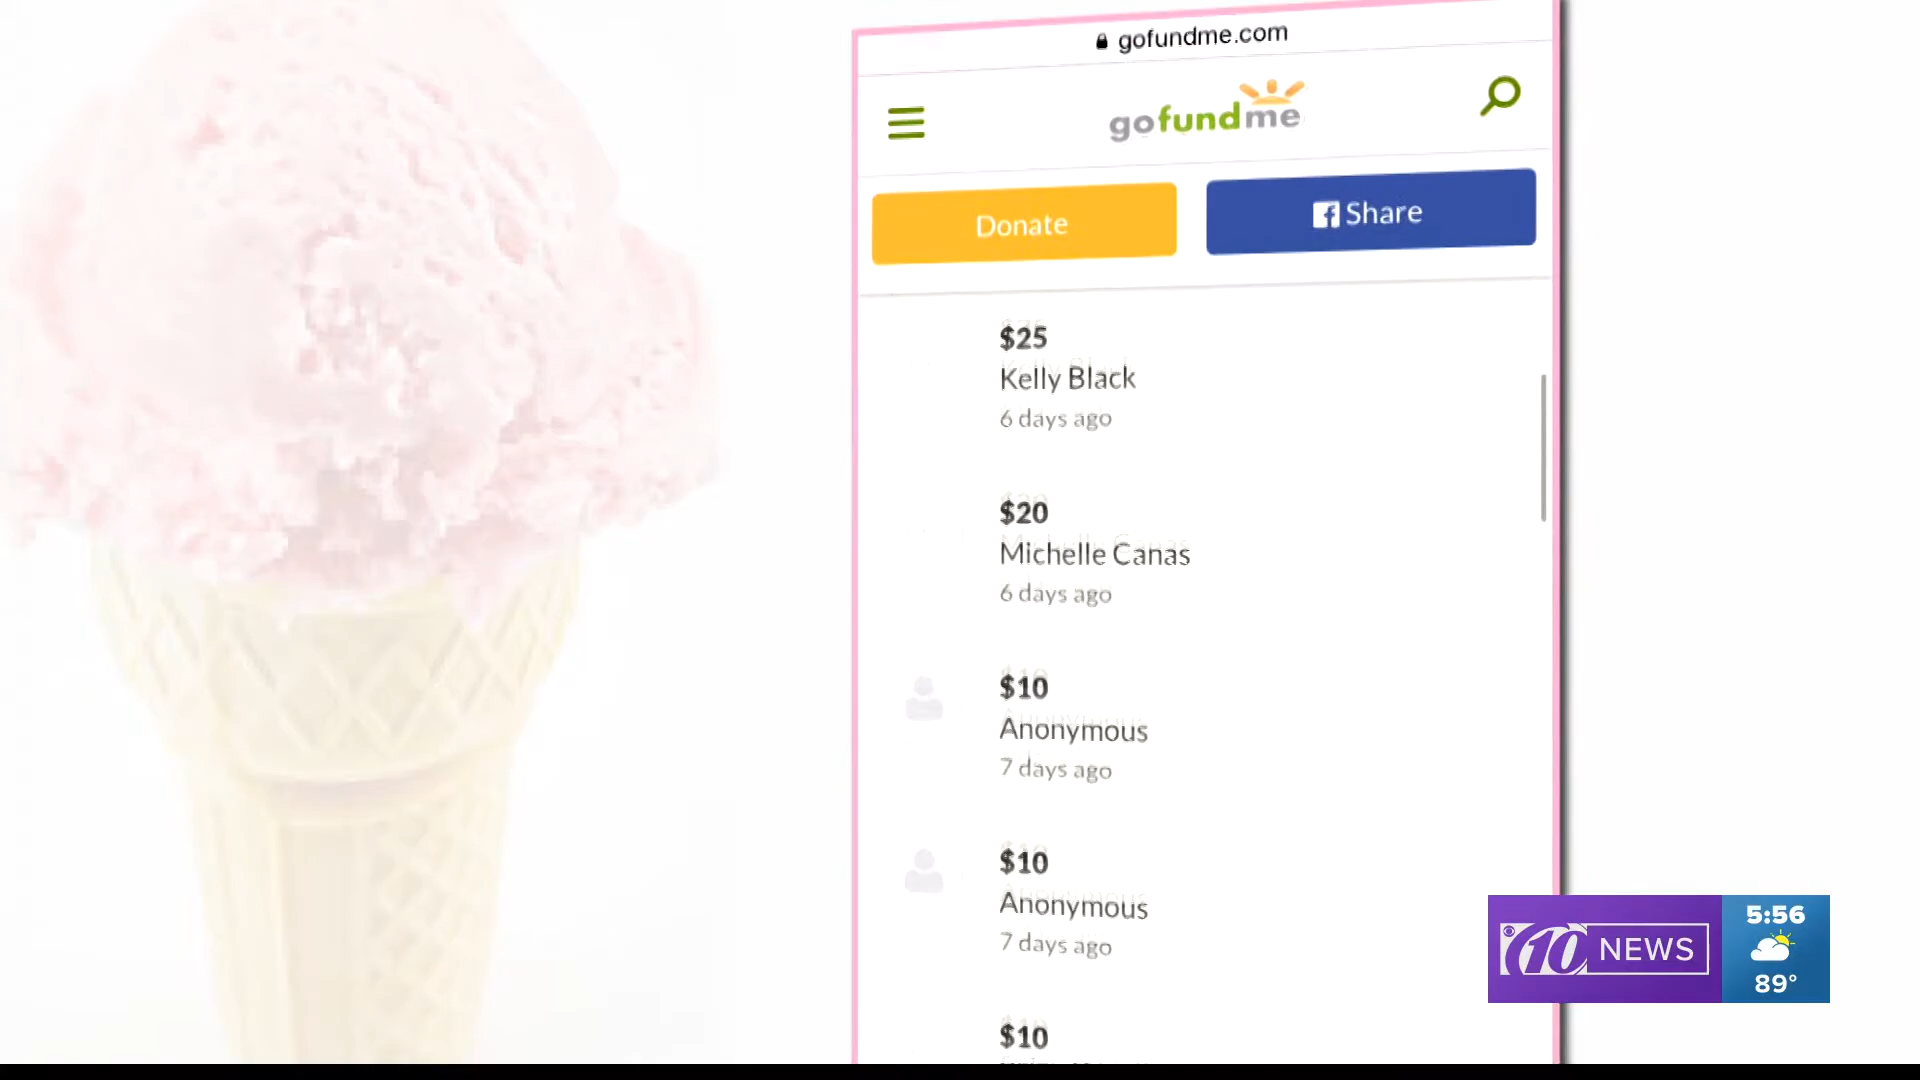 gofundme.com
gofundme
Donate
Share
$25
Kelly Black
6 days ago
$20
Michelle Canas
6 days ago
$10
Anonymous
7 days ago
$10
Anonymous
7 days ago
$10
10 NEWS
5:56
89°